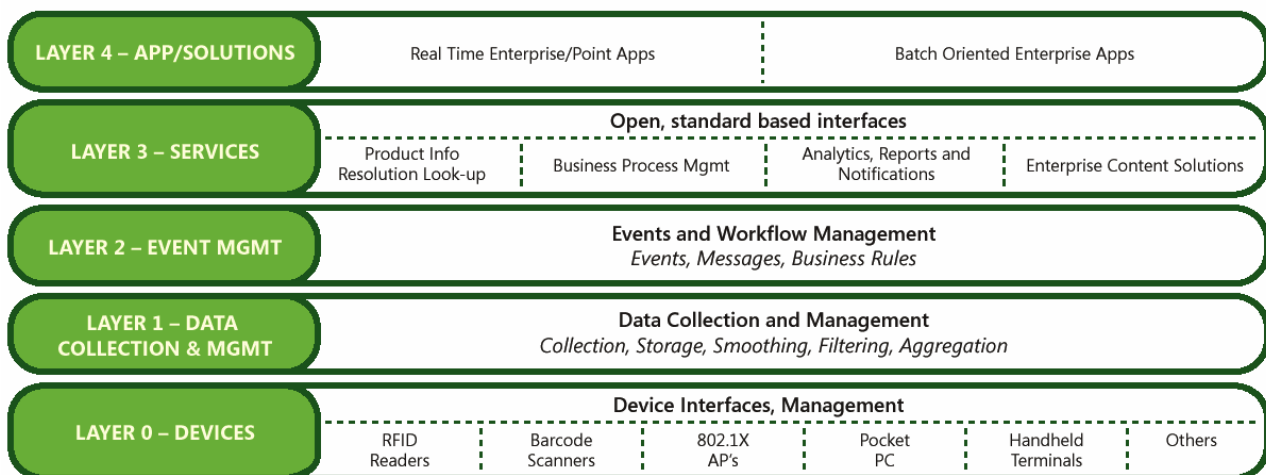 LAYER 4 – APP/SOLUTIONS
Real Time Enterprise/Point Apps
Batch Oriented Enterprise Apps
LAYER 3 – SERVICES
Open, standard based interfaces
Product Info
Resolution Look-up
Business Process Mgmt
Analytics, Reports and
Notifications
Enterprise Content Solutions
LAYER 2 – EVENT MGMT
Events and Workflow Management
Events, Messages, Business Rules
LAYER 1 – DATA
COLLECTION & MGMT
Data Collection and Management
Collection, Storage, Smoothing, Filtering, Aggregation
LAYER 0 – DEVICES
Device Interfaces, Management
RFID
Readers
Barcode
Scanners
802.1X
AP's
Pocket
PC
Handheld
Terminals
Others